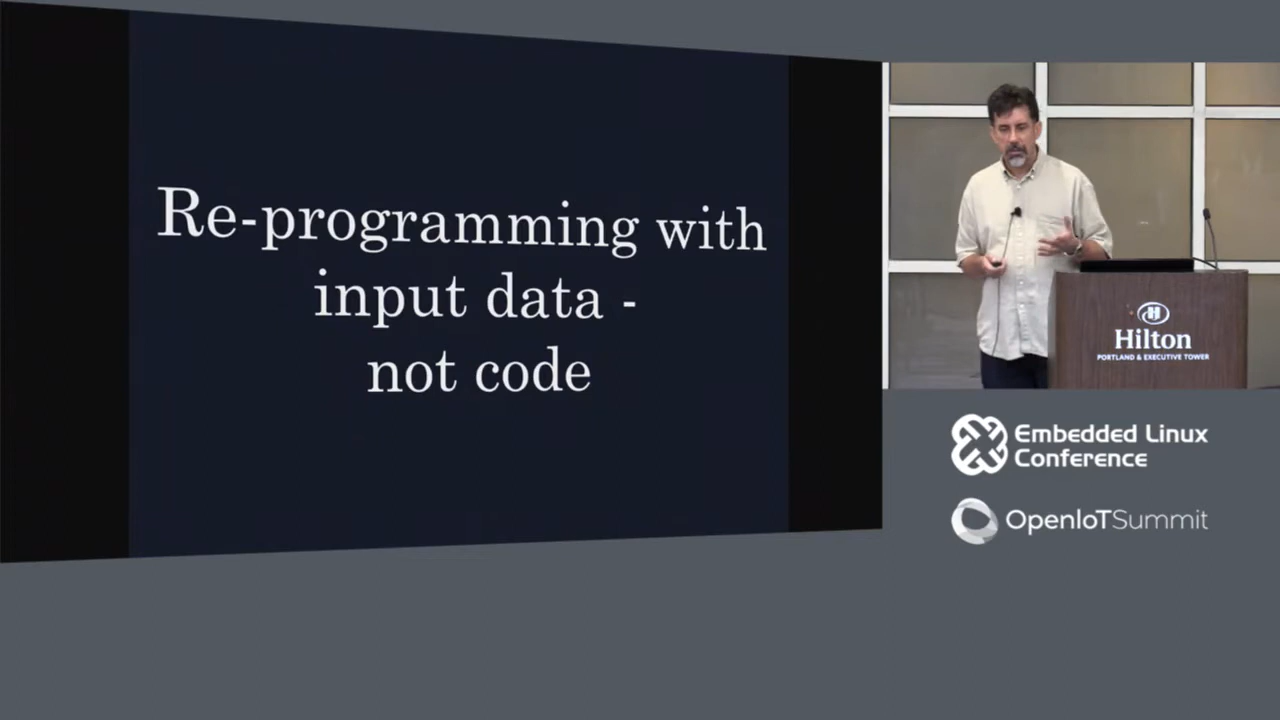 Re-programming with
input data -
not code
Hilton
PORTLAND & EXECUTIVE TOWER
Embedded Linux
Conference
OpenIoTSummit